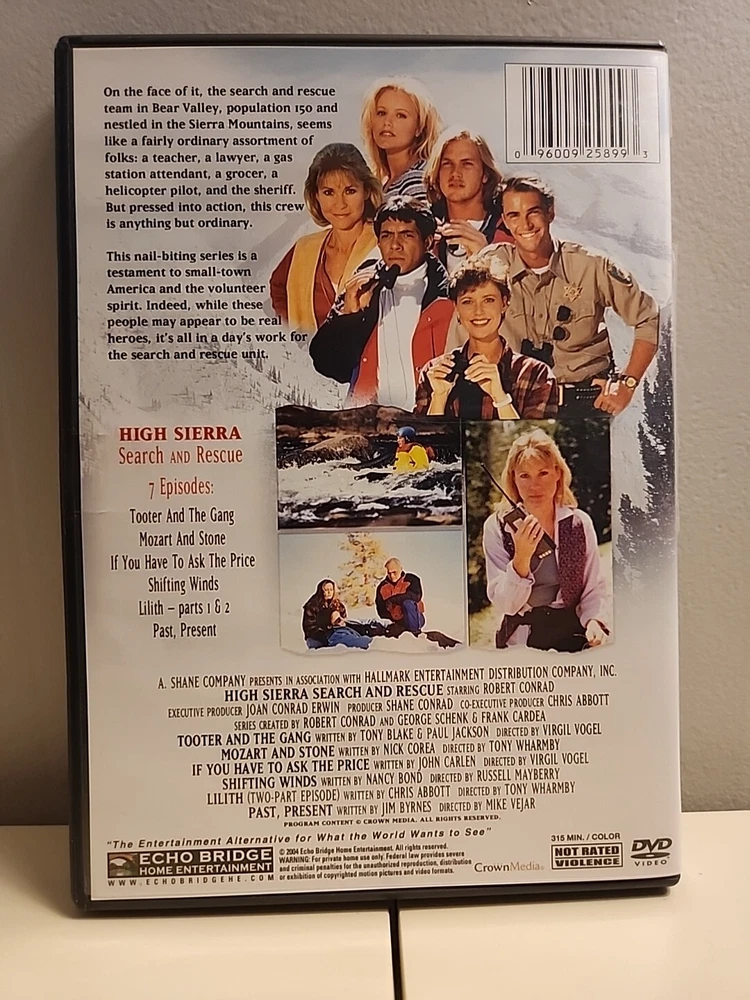 On the face of it, the search and rescue
team in Bear Valley, population 150 and
nestled in the Sierra Mountains, seems
like a fairly ordinary assortment of
folks: a teacher, a lawyer, a gas
station attendant, a grocer, a
helicopter pilot, and the sheriff.
But pressed into action, this crew
is anything but ordinary.
This nail-biting series is a
testament to small-town
America and the volunteer
spirit. Indeed, while these
people may appear to be real
heroes, it's all in a day's work for
the search and rescue unit.
0 96009 25899 3
HIGH SIERRA
Search AND Rescue
7 Episodes:
Tooter And The Gang
Mozart And Stone
If You Have To Ask The Price
Shifting Winds
Lilith – parts 1 & 2
Past, Present
A. SHANE COMPANY PRESENTS IN ASSOCIATION WITH HALLMARK ENTERTAINMENT DISTRIBUTION COMPANY, INC.
HIGH SIERRA SEARCH AND RESCUE STARRING ROBERT CONRAD
EXECUTIVE PRODUCER JOAN CONRAD ERWIN PRODUCER SHANE CONRAD CO-EXECUTIVE PRODUCER CHRIS ABBOTT
SERIES CREATED BY ROBERT CONRAD AND GEORGE SCHENK & FRANK CARDEA
TOOTER AND THE GANG WRITTEN BY TONY BLAKE & PAUL JACKSON DIRECTED BY VIRGIL VOGEL
MOZART AND STONE WRITTEN BY NICK COREA DIRECTED BY TONY WHARMBY
IF YOU HAVE TO ASK THE PRICE WRITTEN BY JOHN CARLEN DIRECTED BY VIRGIL VOGEL
SHIFTING WINDS WRITTEN BY NANCY BOND DIRECTED BY RUSSELL MAYBERRY
LILITH (TWO-PART EPISODE) WRITTEN BY CHRIS ABBOTT DIRECTED BY TONY WHARMBY
PAST, PRESENT WRITTEN BY JIM BYRNES DIRECTED BY MIKE VEJAR
PROGRAM CONTENT © CROWN MEDIA. ALL RIGHTS RESERVED.
"The Entertainment Alternative for What the World Wants to See"
ECHO BRIDGE
HOME ENTERTAINMENT
WWW.ECHOBRIDGEHE.COM
© 2004 Echo Bridge Home Entertainment. All rights reserved.
WARNING: For private home use only. Federal law provides severe
civil and criminal penalties for the unauthorized reproduction, distribution
or exhibition of copyrighted motion pictures and video formats.
CrownMedia
315 MIN. / COLOR
NOT RATED
VIOLENCE
DVD
VIDEO